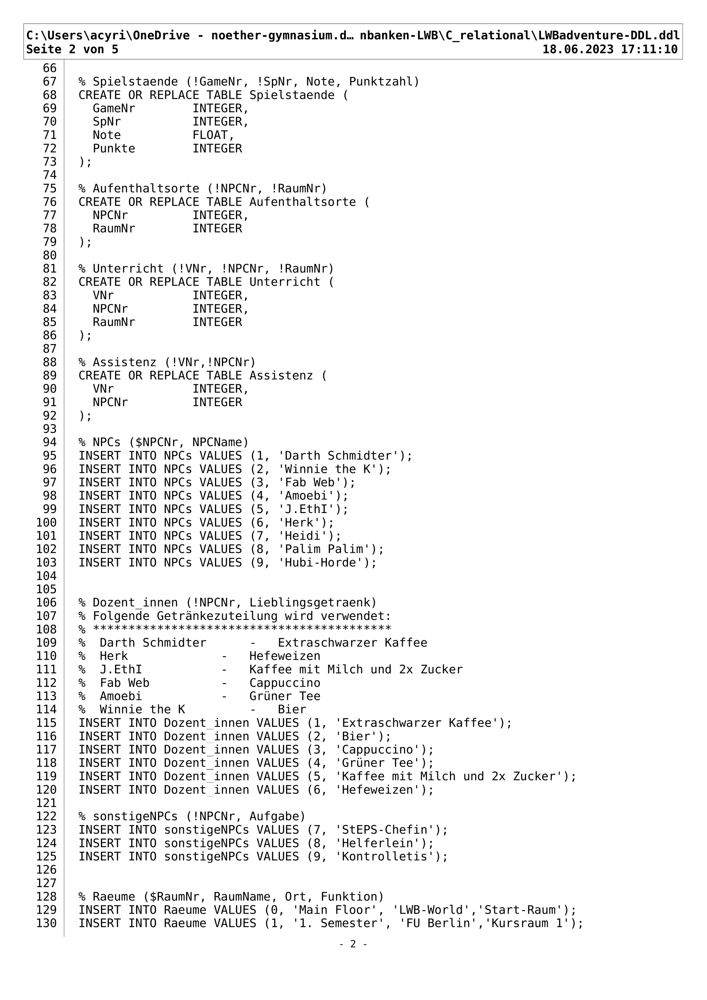 C:\Users\acyri\OneDrive - noether-gymnasium.d… nbanken-LWB\C_relational\LWBadventure-DDL.ddl
Seite 2 von 5 18.06.2023 17:11:10
66
67 % Spielstaende (!GameNr, !SpNr, Note, Punktzahl)
68 CREATE OR REPLACE TABLE Spielstaende (
69   GameNr        INTEGER,
70   SpNr          INTEGER,
71   Note          FLOAT,
72   Punkte        INTEGER
73 );
74
75 % Aufenthaltsorte (!NPCNr, !RaumNr)
76 CREATE OR REPLACE TABLE Aufenthaltsorte (
77   NPCNr         INTEGER,
78   RaumNr        INTEGER
79 );
80
81 % Unterricht (!VNr, !NPCNr, !RaumNr)
82 CREATE OR REPLACE TABLE Unterricht (
83   VNr           INTEGER,
84   NPCNr         INTEGER,
85   RaumNr        INTEGER
86 );
87
88 % Assistenz (!VNr,!NPCNr)
89 CREATE OR REPLACE TABLE Assistenz (
90   VNr           INTEGER,
91   NPCNr         INTEGER
92 );
93
94 % NPCs ($NPCNr, NPCName)
95 INSERT INTO NPCs VALUES (1, 'Darth Schmidter');
96 INSERT INTO NPCs VALUES (2, 'Winnie the K');
97 INSERT INTO NPCs VALUES (3, 'Fab Web');
98 INSERT INTO NPCs VALUES (4, 'Amoebi');
99 INSERT INTO NPCs VALUES (5, 'J.EthI');
100 INSERT INTO NPCs VALUES (6, 'Herk');
101 INSERT INTO NPCs VALUES (7, 'Heidi');
102 INSERT INTO NPCs VALUES (8, 'Palim Palim');
103 INSERT INTO NPCs VALUES (9, 'Hubi-Horde');
104
105
106 % Dozent_innen (!NPCNr, Lieblingsgetraenk)
107 % Folgende Getränkezuteilung wird verwendet:
108 % ******************************************
109 %  Darth Schmidter      -   Extraschwarzer Kaffee
110 %  Herk             -   Hefeweizen
111 %  J.EthI           -   Kaffee mit Milch und 2x Zucker
112 %  Fab Web          -   Cappuccino
113 %  Amoebi           -   Grüner Tee
114 %  Winnie the K         -   Bier
115 INSERT INTO Dozent_innen VALUES (1, 'Extraschwarzer Kaffee');
116 INSERT INTO Dozent_innen VALUES (2, 'Bier');
117 INSERT INTO Dozent_innen VALUES (3, 'Cappuccino');
118 INSERT INTO Dozent_innen VALUES (4, 'Grüner Tee');
119 INSERT INTO Dozent_innen VALUES (5, 'Kaffee mit Milch und 2x Zucker');
120 INSERT INTO Dozent_innen VALUES (6, 'Hefeweizen');
121
122 % sonstigeNPCs (!NPCNr, Aufgabe)
123 INSERT INTO sonstigeNPCs VALUES (7, 'StEPS-Chefin');
124 INSERT INTO sonstigeNPCs VALUES (8, 'Helferlein');
125 INSERT INTO sonstigeNPCs VALUES (9, 'Kontrolletis');
126
127
128 % Raeume ($RaumNr, RaumName, Ort, Funktion)
129 INSERT INTO Raeume VALUES (0, 'Main Floor', 'LWB-World','Start-Raum');
130 INSERT INTO Raeume VALUES (1, '1. Semester', 'FU Berlin','Kursraum 1');
- 2 -